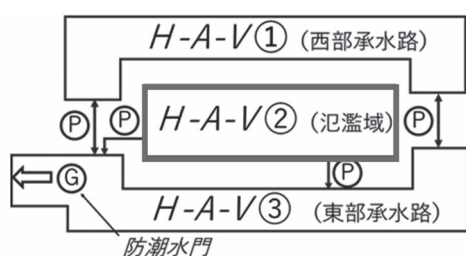 H-A-V① (西部承水路)
Ⓟ Ⓟ H-A-V② (氾濫域) Ⓟ
Ⓟ
Ⓖ
H-A-V③ (東部承水路)
防潮水門